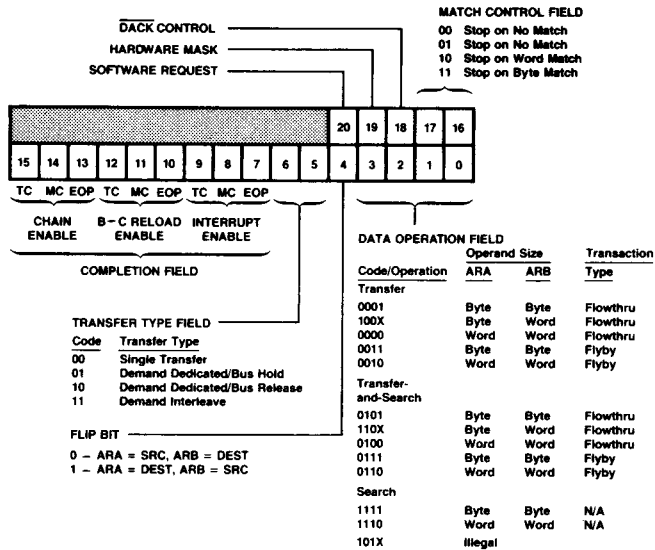 MATCH CONTROL FIELD
00 Stop on No Match
01 Stop on No Match
10 Stop on Word Match
11 Stop on Byte Match
DACK CONTROL
HARDWARE MASK
SOFTWARE REQUEST
20 19 18 17 16
15 14 13 12 11 10 9 8 7 6 5 4 3 2 1 0
TC MC EOP TC MC EOP TC MC EOP
CHAIN ENABLE
B-C RELOAD ENABLE
INTERRUPT ENABLE
COMPLETION FIELD
TRANSFER TYPE FIELD
Code Transfer Type
00 Single Transfer
01 Demand Dedicated/Bus Hold
10 Demand Dedicated/Bus Release
11 Demand Interleave
FLIP BIT
0 – ARA = SRC, ARB = DEST
1 – ARA = DEST, ARB = SRC
DATA OPERATION FIELD
Operand Size Transaction
Code/Operation ARA ARB Type
Transfer
0001 Byte Byte Flowthru
100X Byte Word Flowthru
0000 Word Word Flowthru
0011 Byte Byte Flyby
0010 Word Word Flyby
Transfer-
and-Search
0101 Byte Byte Flowthru
110X Byte Word Flowthru
0100 Word Word Flowthru
0111 Byte Byte Flyby
0110 Word Word Flyby
Search
1111 Byte Byte N/A
1110 Word Word N/A
101X Illegal